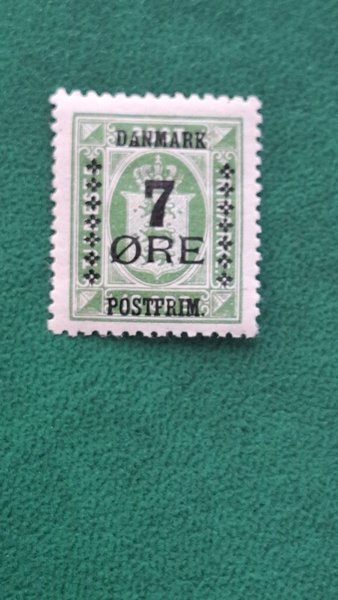 DANMARK
7
ØRE
POSTFRIM.